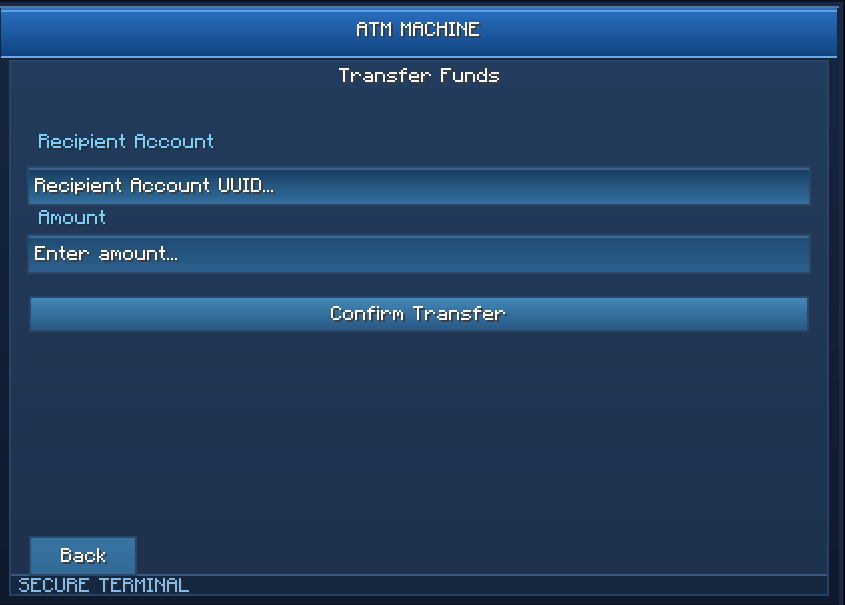 ATM MACHINE
Transfer Funds
Recipient Account
Recipient Account UUID...
Amount
Enter amount...
Confirm Transfer
Back
SECURE TERMINAL